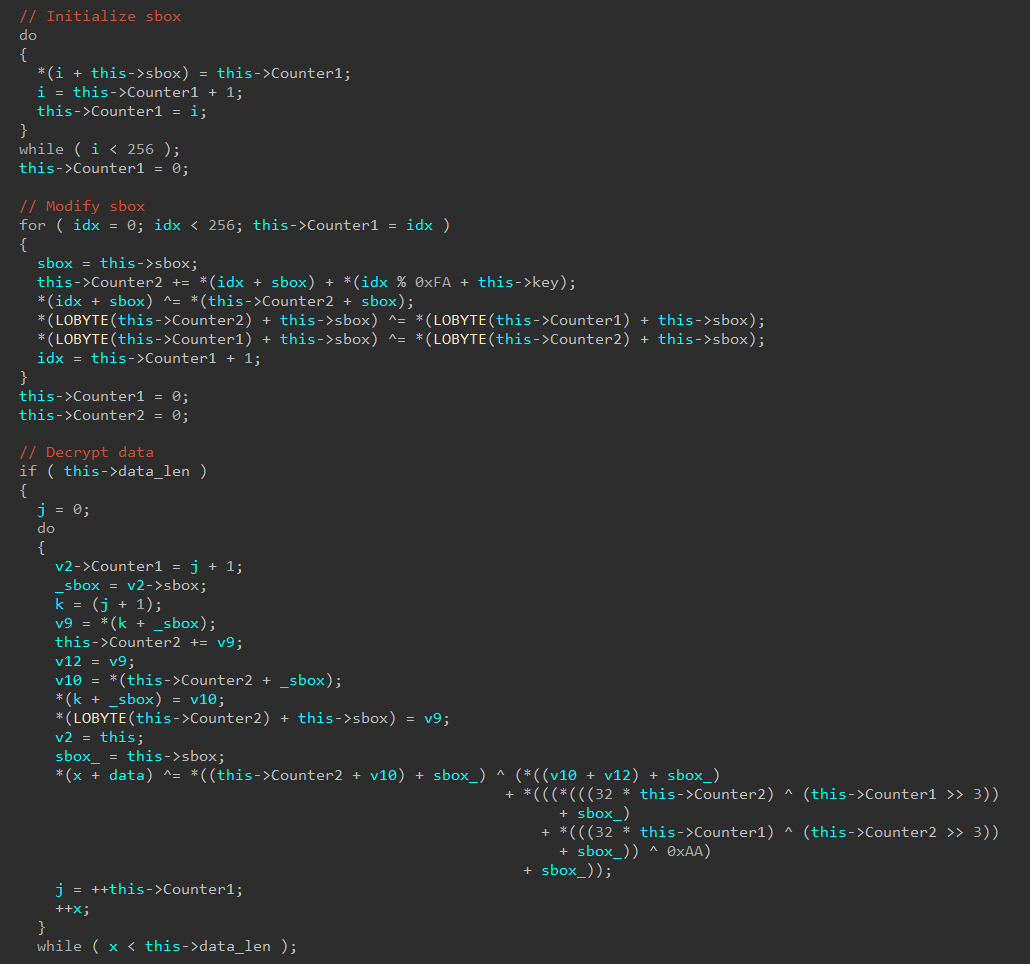 // Initialize sbox
do
{
*(i + this->sbox) = this->Counter1;
i = this->Counter1 + 1;
this->Counter1 = i;
}
while ( i < 256 );
this->Counter1 = 0;
// Modify sbox
for ( idx = 0; idx < 256; this->Counter1 = idx )
{
sbox = this->sbox;
this->Counter2 += *(idx + sbox) + *(idx % 0xFA + this->key);
*(idx + sbox) ^= *(this->Counter2 + sbox);
*(LOBYTE(this->Counter2) + this->sbox) ^= *(LOBYTE(this->Counter1) + this->sbox);
*(LOBYTE(this->Counter1) + this->sbox) ^= *(LOBYTE(this->Counter2) + this->sbox);
idx = this->Counter1 + 1;
}
this->Counter1 = 0;
this->Counter2 = 0;
// Decrypt data
if ( this->data_len )
{
j = 0;
do
{
v2->Counter1 = j + 1;
_sbox = v2->sbox;
k = (j + 1);
v9 = *(k + _sbox);
this->Counter2 += v9;
v12 = v9;
v10 = *(this->Counter2 + _sbox);
*(k + _sbox) = v10;
*(LOBYTE(this->Counter2) + this->sbox) = v9;
v2 = this;
sbox_ = this->sbox;
*(x + data) ^= *((this->Counter2 + v10) + sbox_) ^ (*((v10 + v12) + sbox_)
+ *(((*(((32 * this->Counter2) ^ (this->Counter1 >> 3))
+ sbox_)
+ *(((32 * this->Counter1) ^ (this->Counter2 >> 3))
+ sbox_)) ^ 0xAA)
+ sbox_));
j = ++this->Counter1;
++x;
}
while ( x < this->data_len );